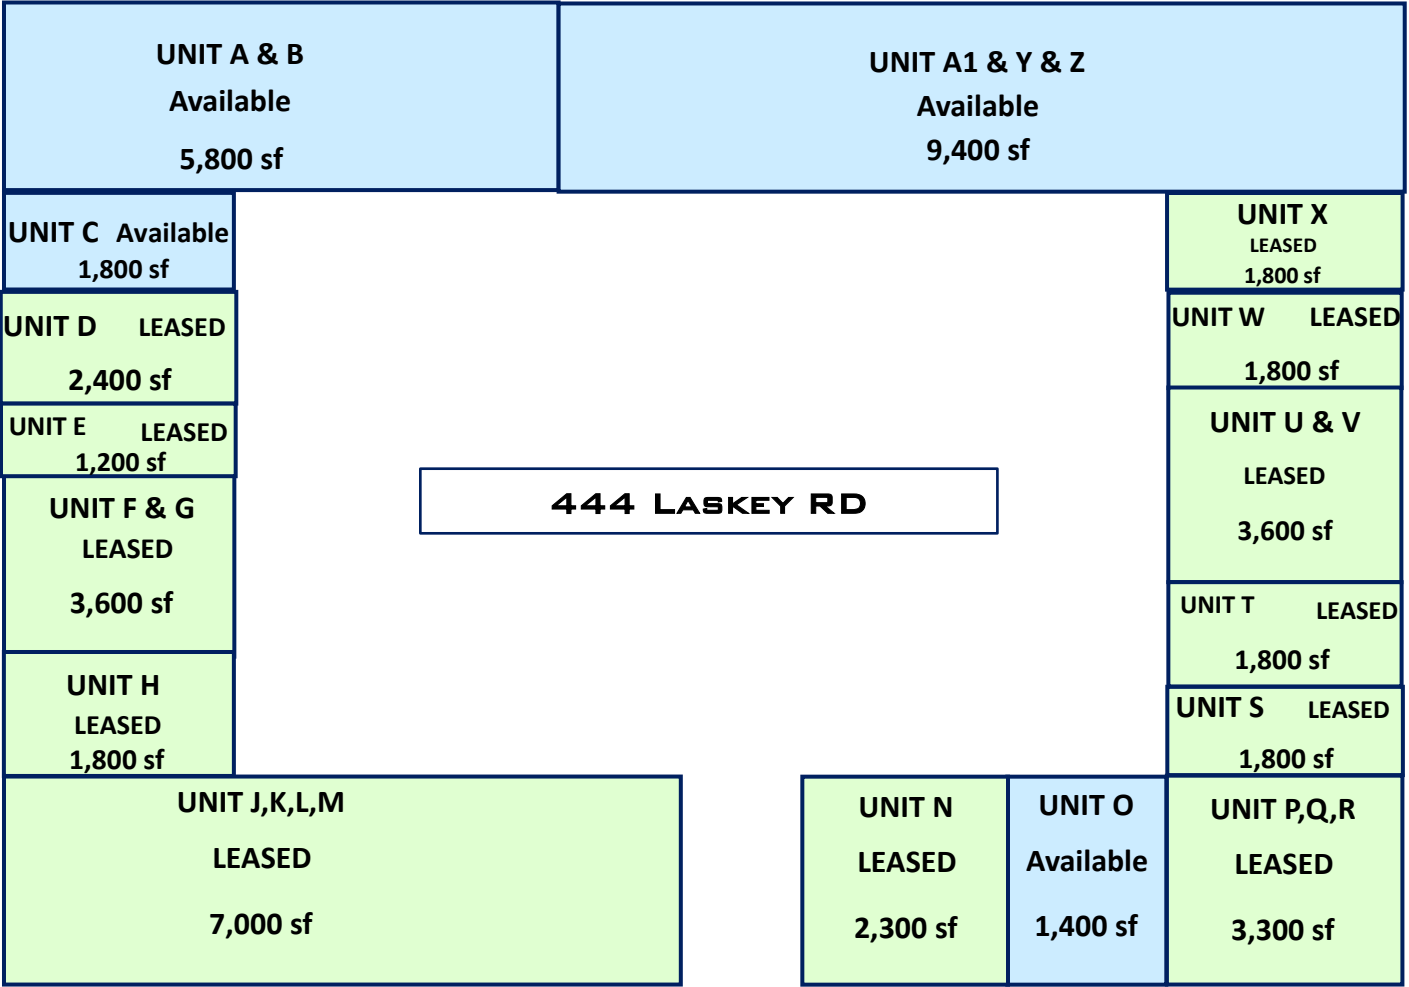 UNIT A & B
Available
5,800 sf
UNIT A1 & Y & Z
Available
9,400 sf
UNIT C Available
1,800 sf
UNIT D LEASED
2,400 sf
UNIT E LEASED
1,200 sf
UNIT F & G
LEASED
3,600 sf
UNIT H
LEASED
1,800 sf
UNIT J,K,L,M
LEASED
7,000 sf
444 LASKEY RD
UNIT X
LEASED
1,800 sf
UNIT W LEASED
1,800 sf
UNIT U & V
LEASED
3,600 sf
UNIT T LEASED
1,800 sf
UNIT S LEASED
1,800 sf
UNIT N
LEASED
2,300 sf
UNIT O
Available
1,400 sf
UNIT P,Q,R
LEASED
3,300 sf